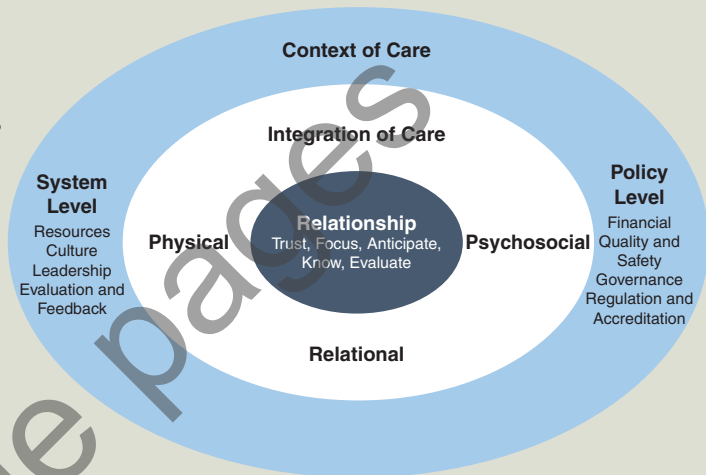 Context of Care
Integration of Care
System
Level
Resources
Culture
Leadership
Evaluation and
Feedback
Physical
Relationship
Trust, Focus, Anticipate,
Know, Evaluate
Psychosocial
Relational
Policy
Level
Financial
Quality and
Safety
Governance
Regulation and
Accreditation
pages